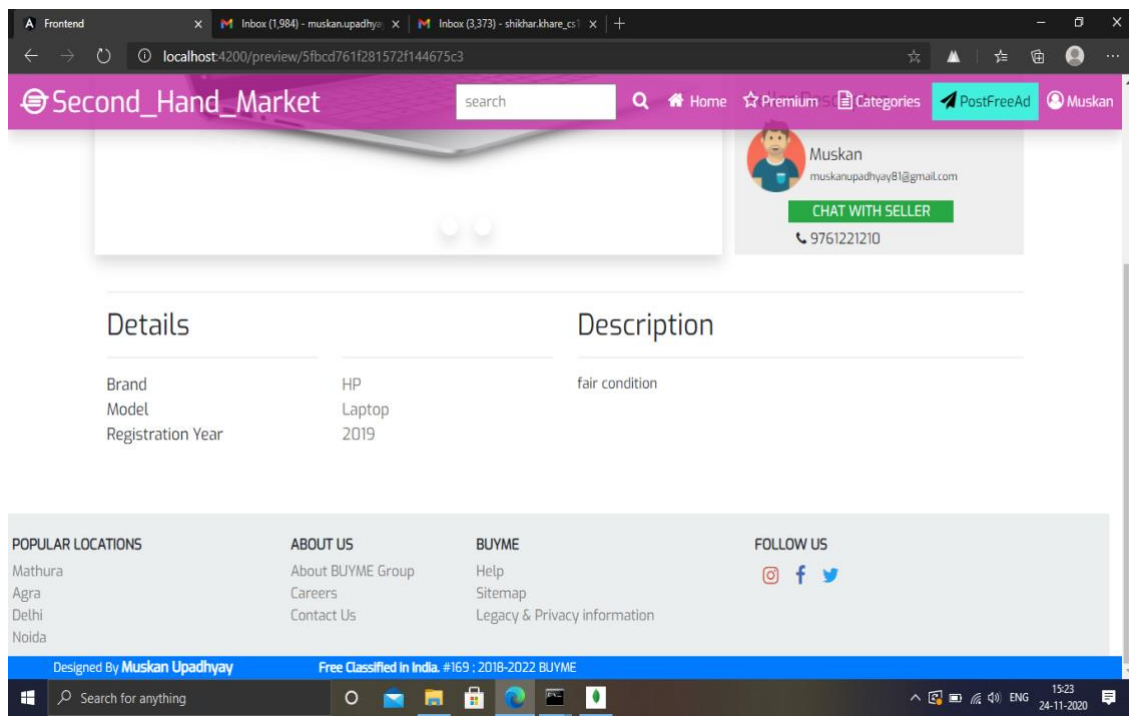 Frontend
Inbox (1,984) - muskan.upadhya
Inbox (3,373) - shikhar.khare_cs1
localhost:4200/preview/5fbcd761f281572f144675c3
Second_Hand_Market
search
Home
Premium
Categories
PostFreeAd
Muskan
Muskan
muskanupadhyay81@gmail.com
CHAT WITH SELLER
9761221210
Details
Description
Brand HP
fair condition
Model Laptop
Registration Year 2019
POPULAR LOCATIONS
Mathura
Agra
Delhi
Noida
ABOUT US
About BUYME Group
Careers
Contact Us
BUYME
Help
Sitemap
Legacy & Privacy information
FOLLOW US
Designed By Muskan Upadhyay
Free Classified in India. #169 ; 2018-2022 BUYME
Search for anything
ENG
15:23
24-11-2020